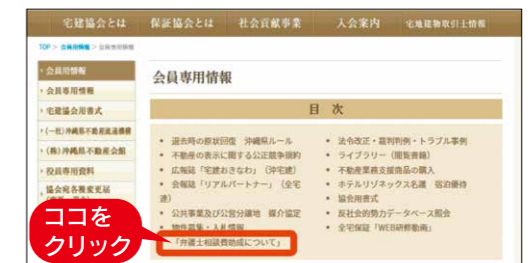 宅建協会とは 保証協会とは 社会貢献事業 入会案内 宅地建物取引士情報
TOP > 会員用情報 > 会員専用情報
会員用情報
会員専用情報
宅建協会用書式
(一社)沖縄県不動産流通機構
(株)沖縄県不動産会館
役員専用資料
協会宛各種変更届
会員専用情報
目 次
• 退去時の原状回復 沖縄県ルール
• 不動産の表示に関する公正競争規約
• 広報誌「宅建おきなわ」(沖宅建)
• 会報誌「リアルパートナー」(全宅連)
• 公共事業及び公営分譲地 媒介協定
• 物件募集・入札情報
• 「弁護士相談費助成について」
• 法令改正・裁判判例・トラブル事例
• ライブラリー(閲覧書籍)
• 不動産業務支援商品の購入
• ホテルリゾネックス名護 宿泊優待
• 協会用書式
• 反社会的勢力データベース照会
• 全宅保証「WEB研修動画」
ココを
クリック